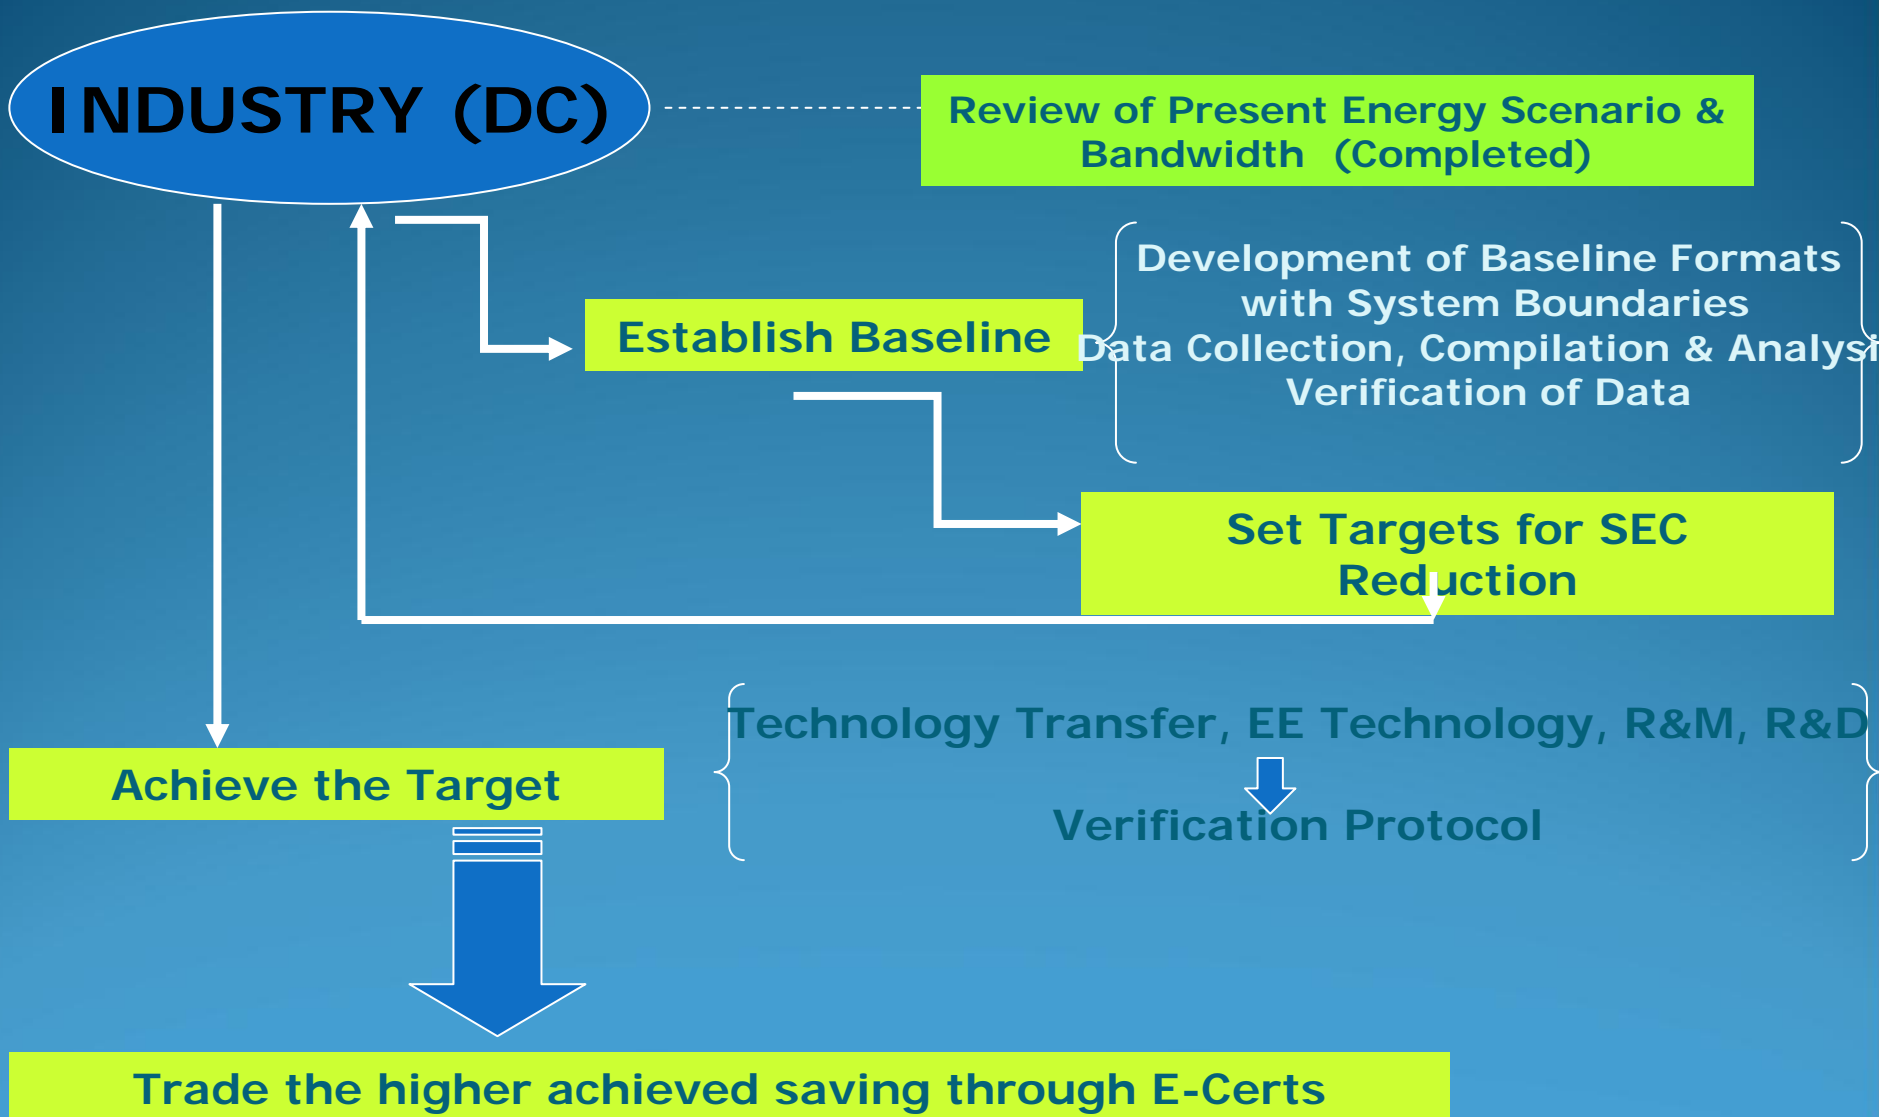 INDUSTRY (DC)
Review of Present Energy Scenario &
Bandwidth (Completed)
Development of Baseline Formats
with System Boundaries
Establish Baseline
Data Collection, Compilation & Analysi
Verification of Data
Set Targets for SEC
Reduction
Technology Transfer, EE Technology, R&M, R&D
Achieve the Target
Verification Protocol
Trade the higher achieved saving through E-Certs